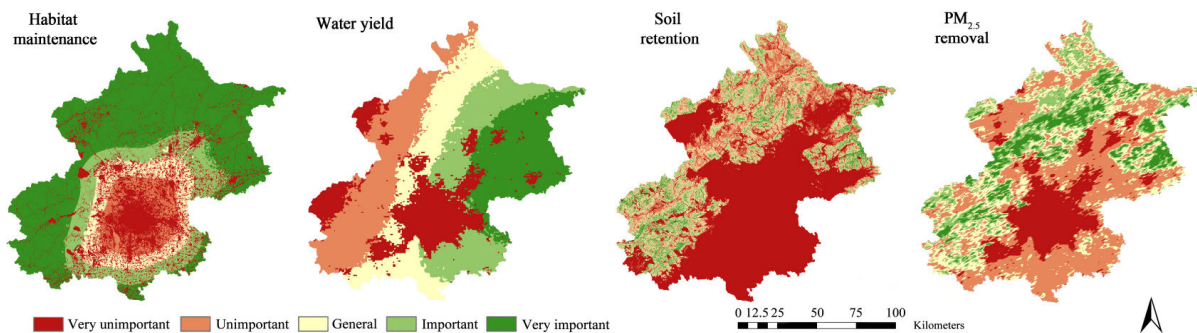 Habitat
maintenance
Water yield
Soil
retention
PM2.5
removal
Very unimportant
Unimportant
General
Important
Very important
0 12.5 25 50 75 100
Kilometers